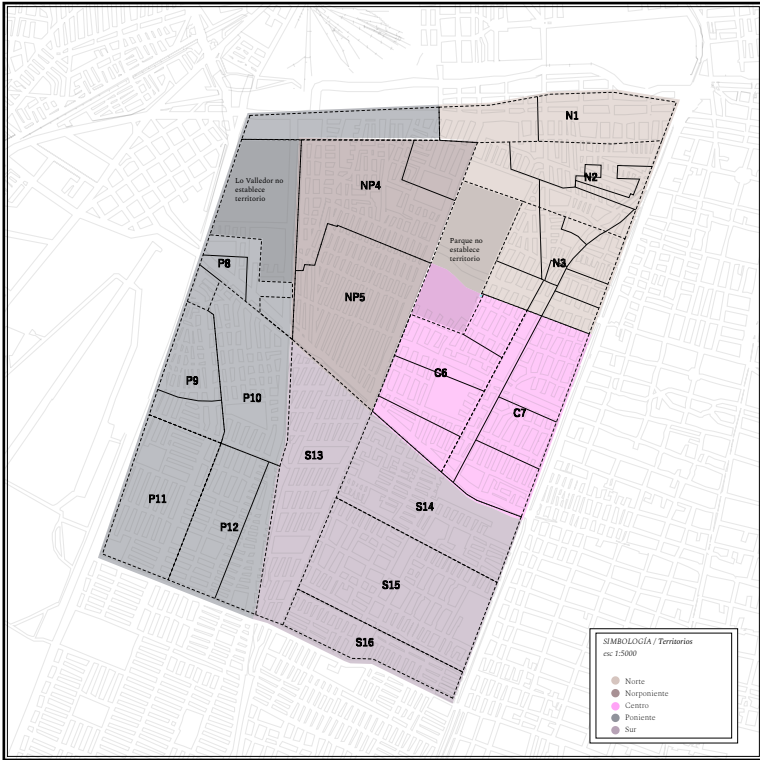 N1
N2
NP4
Lo Valledor no
establece
territorio
Parque no
establece
territorio
P8
N3
NP5
C6
P9
P10
C7
S13
P11
S14
P12
S15
S16
SIMBOLOGÍA / Territorios
esc 1:5000
Norte
Norponiente
Centro
Poniente
Sur